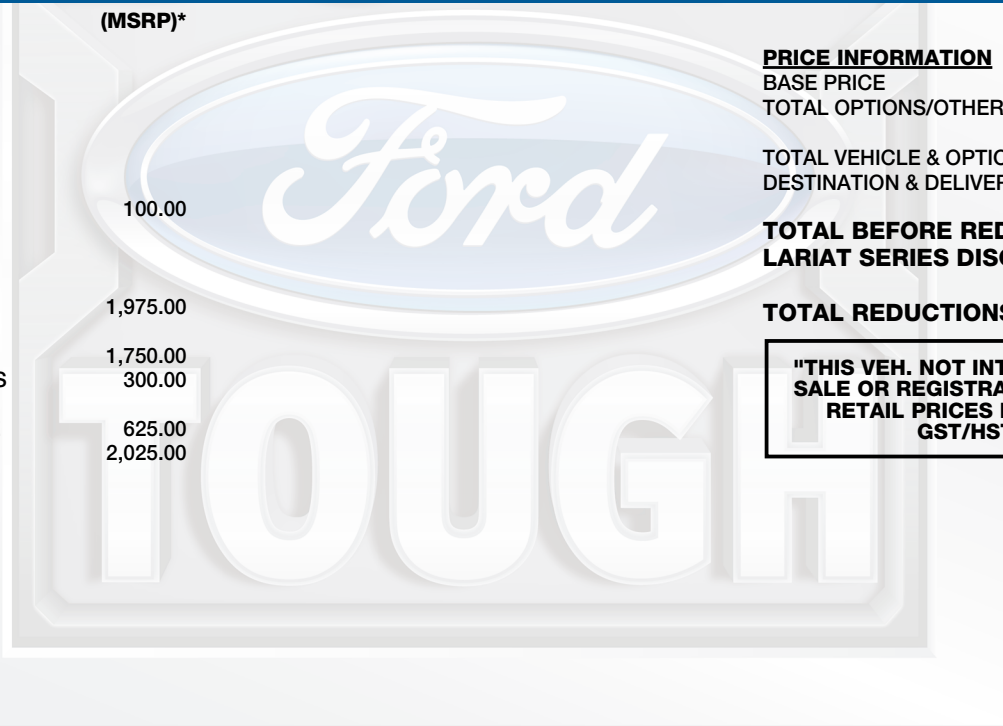 (MSRP)*
100.00
1,975.00
1,750.00
S 300.00
625.00
2,025.00
PRICE INFORMATION
BASE PRICE
TOTAL OPTIONS/OTHER
TOTAL VEHICLE & OPTIO
DESTINATION & DELIVER
TOTAL BEFORE RED
LARIAT SERIES DISC
TOTAL REDUCTIONS
"THIS VEH. NOT INT
SALE OR REGISTRA
RETAIL PRICES
GST/HST
Ford
TOUGH